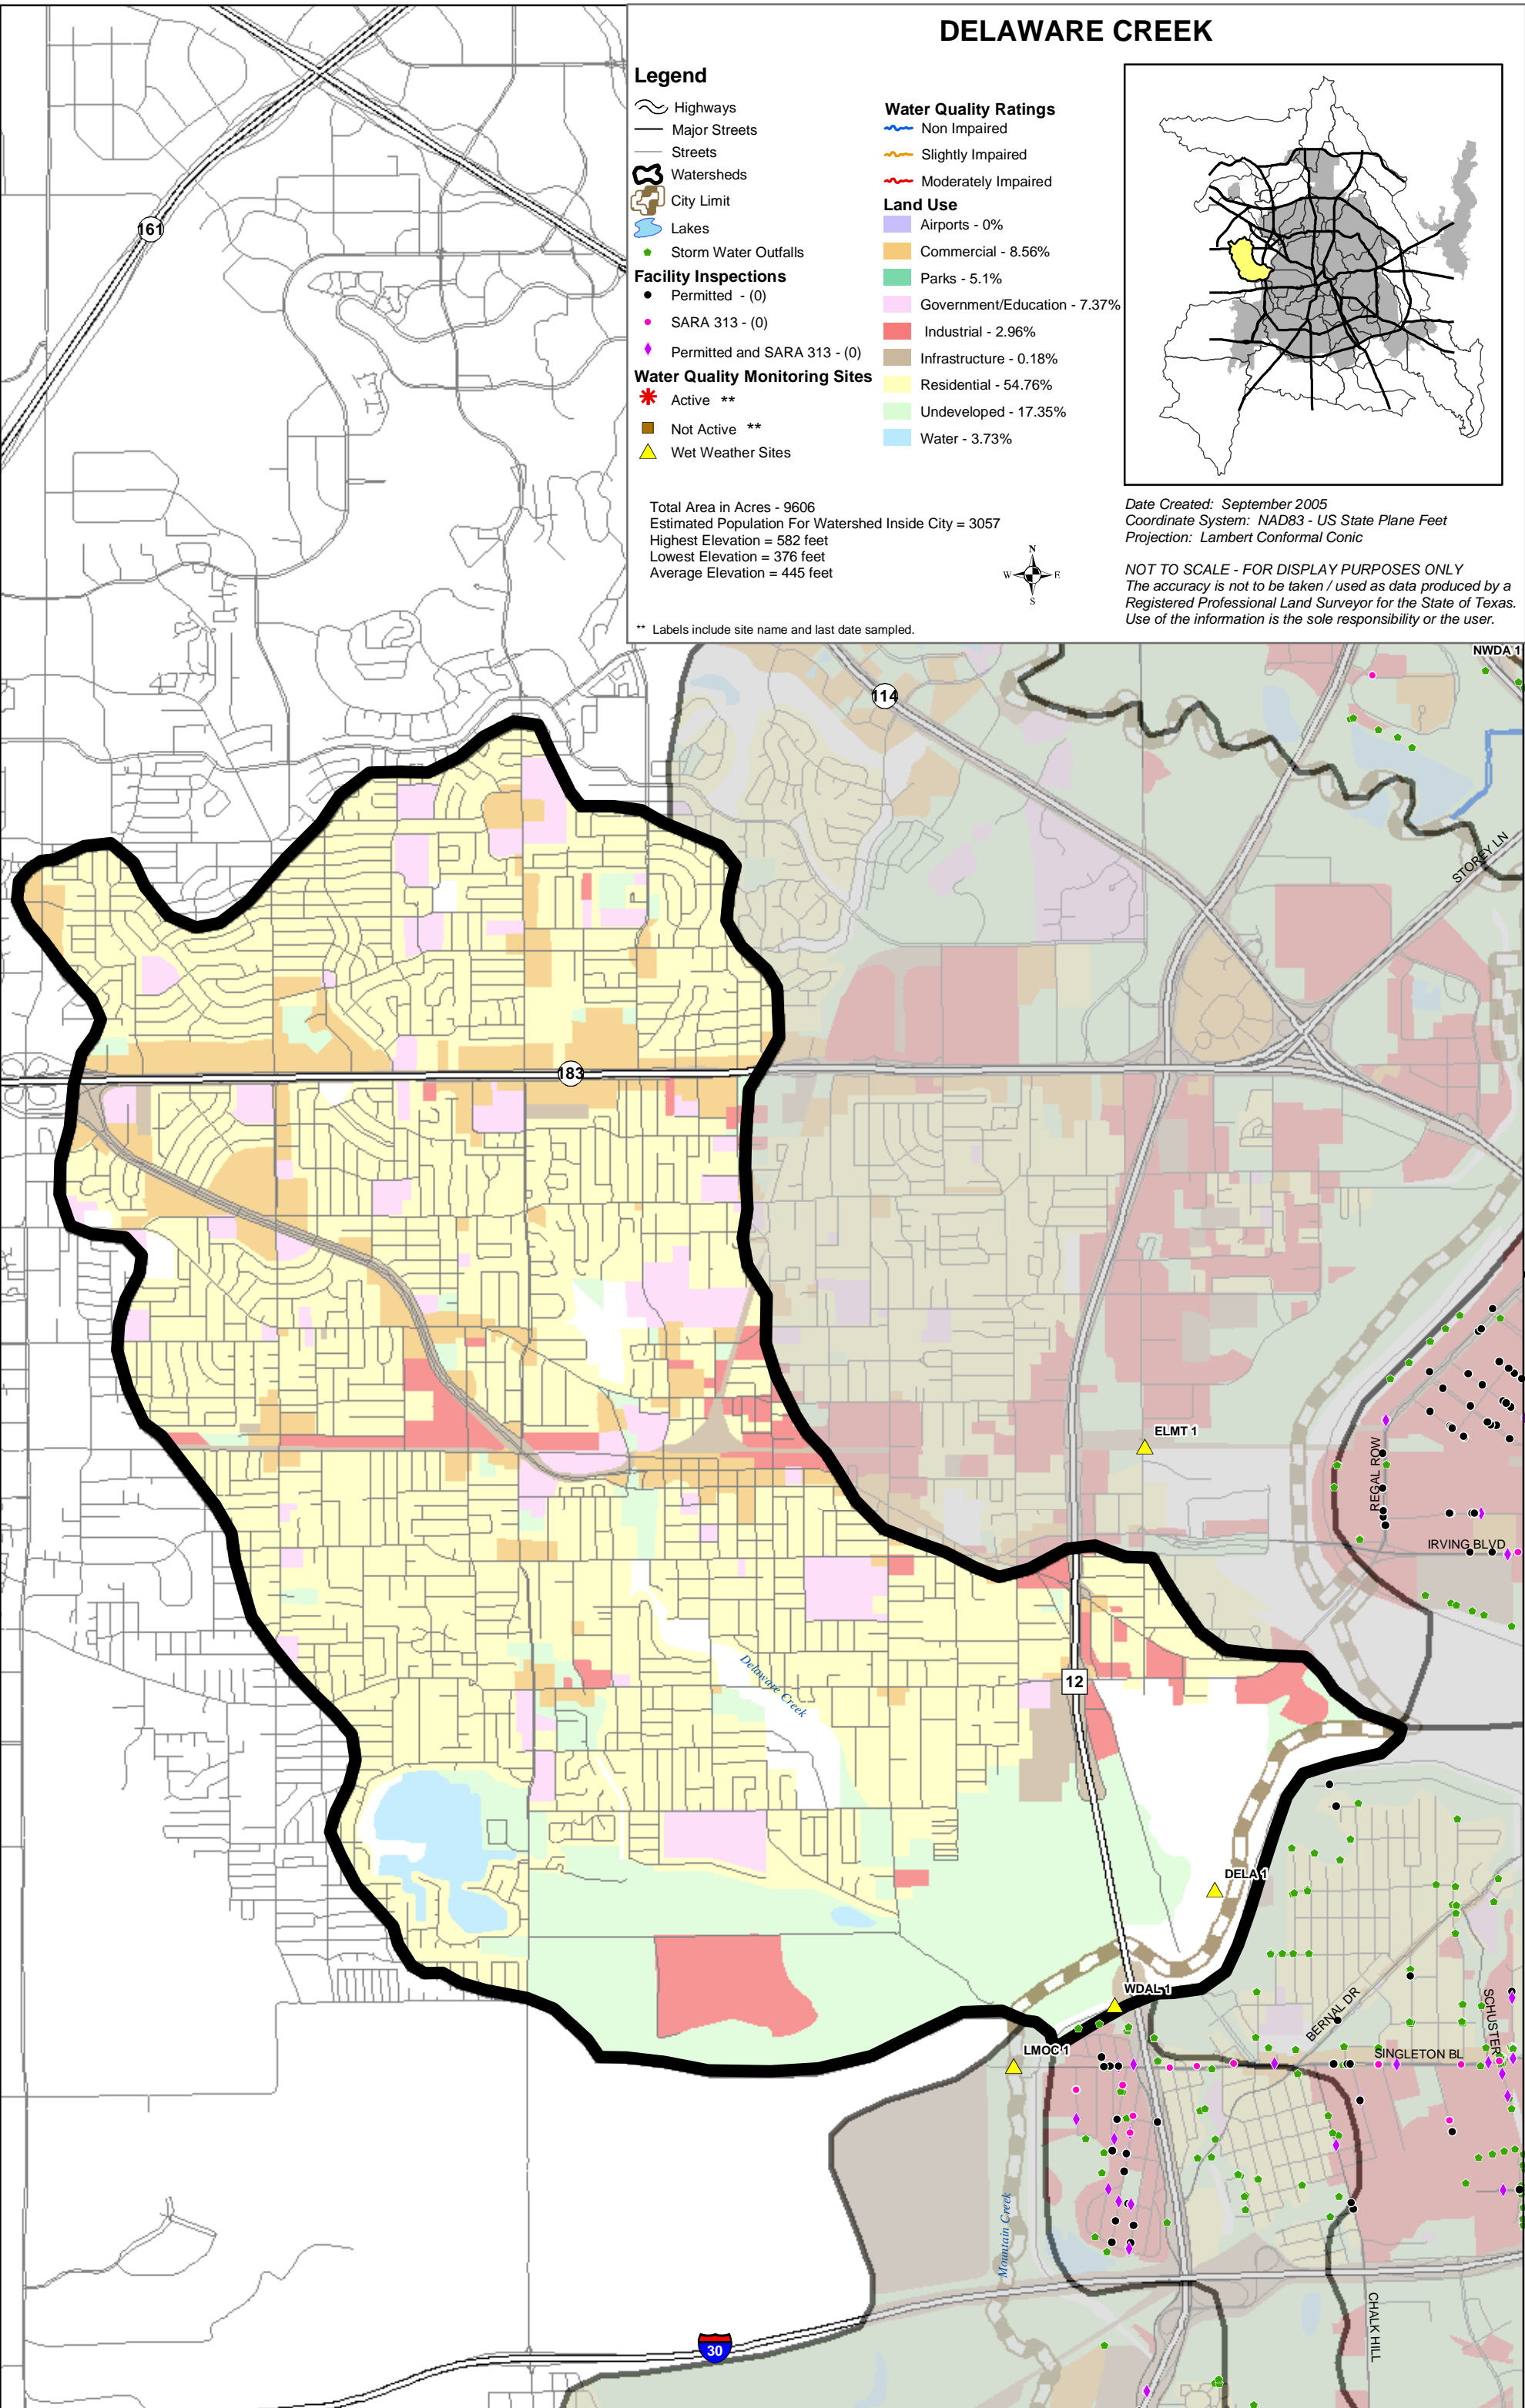 DELAWARE CREEK
Legend
Highways
Major Streets
Streets
Watersheds
City Limit
Lakes
Storm Water Outfalls
Facility Inspections
Permitted - (0)
SARA 313 - (0)
Permitted and SARA 313 - (0)
Water Quality Monitoring Sites
Active **
Not Active **
Wet Weather Sites
Water Quality Ratings
Non Impaired
Slightly Impaired
Moderately Impaired
Land Use
Airports - 0%
Commercial - 8.56%
Parks - 5.1%
Government/Education - 7.37%
Industrial - 2.96%
Infrastructure - 0.18%
Residential - 54.76%
Undeveloped - 17.35%
Water - 3.73%
Total Area in Acres - 9606
Estimated Population For Watershed Inside City = 3057
Highest Elevation = 582 feet
Lowest Elevation = 376 feet
Average Elevation = 445 feet
N
W E
S
** Labels include site name and last date sampled.
Date Created: September 2005
Coordinate System: NAD83 - US State Plane Feet
Projection: Lambert Conformal Conic
NOT TO SCALE - FOR DISPLAY PURPOSES ONLY
The accuracy is not to be taken / used as data produced by a
Registered Professional Land Surveyor for the State of Texas.
Use of the information is the sole responsibility or the user.
161
114
NWDA 1
STOREY LN
183
ELMT 1
REGAL ROW
IRVING BLVD
Delaware Creek
12
DELA 1
WDAL 1
BERNAL DR
SCHUSTER
SINGLETON BL
LMOC 1
Mountain Creek
CHALK HILL
30